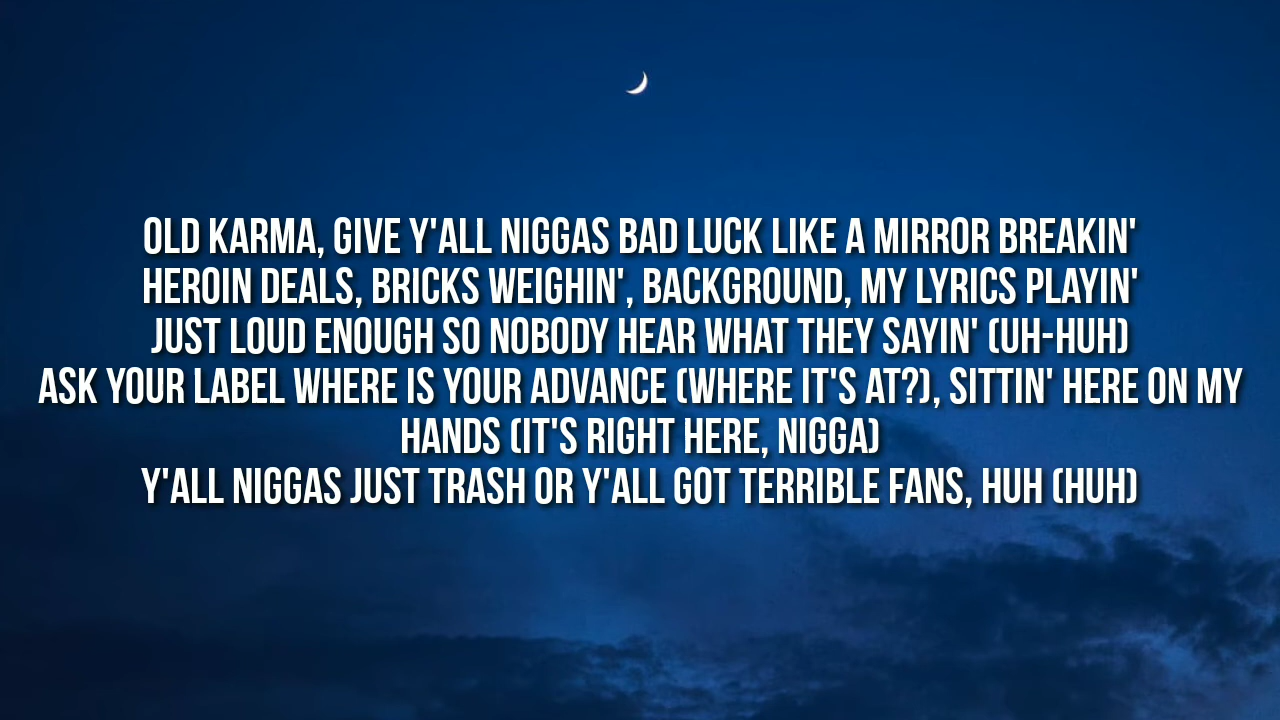 OLD KARMA, GIVE Y'ALL NIGGAS BAD LUCK LIKE A MIRROR BREAKIN'
HEROIN DEALS, BRICKS WEIGHIN', BACKGROUND, MY LYRICS PLAYIN'
JUST LOUD ENOUGH SO NOBODY HEAR WHAT THEY SAYIN' (UH-HUH)
ASK YOUR LABEL WHERE IS YOUR ADVANCE (WHERE IT'S AT?), SITTIN' HERE ON MY
HANDS (IT'S RIGHT HERE, NIGGA)
Y'ALL NIGGAS JUST TRASH OR Y'ALL GOT TERRIBLE FANS, HUH (HUH)